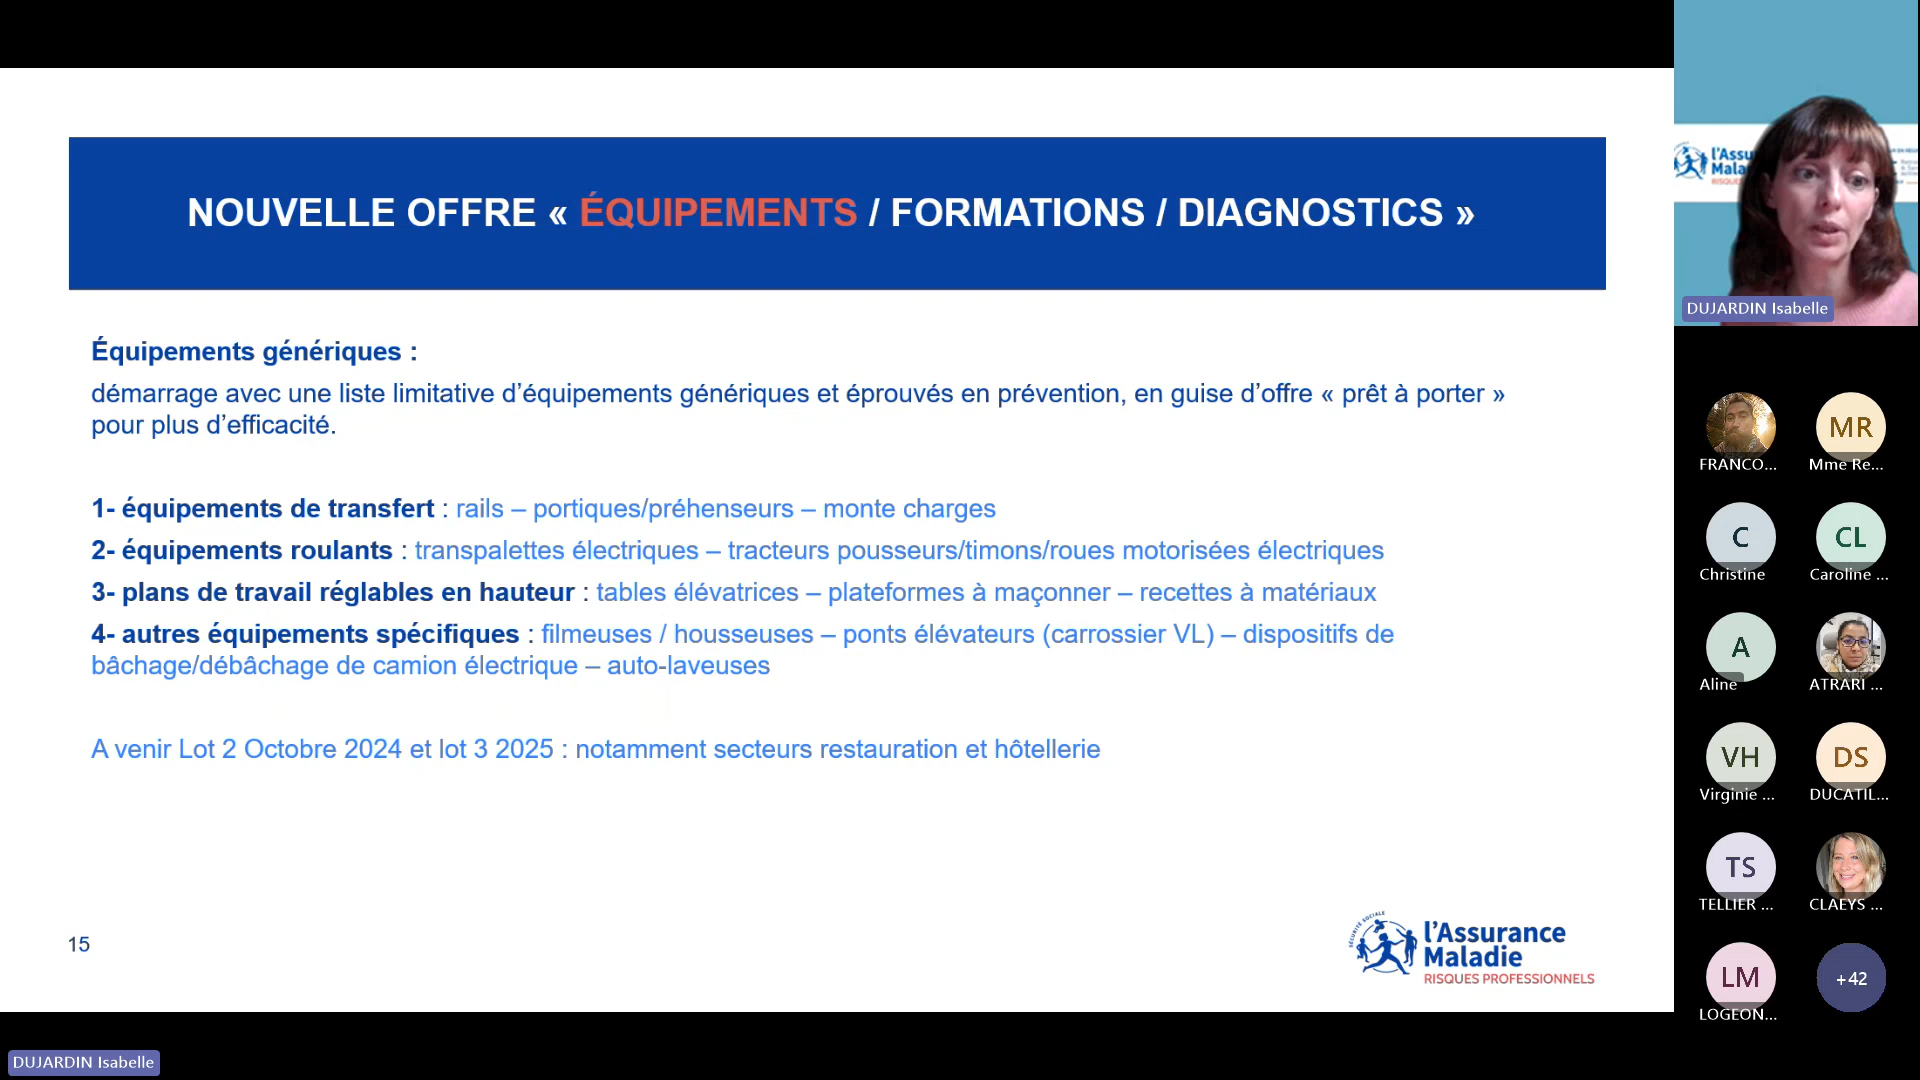 NOUVELLE OFFRE « ÉQUIPEMENTS / FORMATIONS / DIAGNOSTICS »
Équipements génériques :
démarrage avec une liste limitative d’équipements génériques et éprouvés en prévention, en guise d’offre « prêt à porter »
pour plus d’efficacité.
1- équipements de transfert : rails – portiques/préhenseurs – monte charges
2- équipements roulants : transpalettes électriques – tracteurs pousseurs/timons/roues motorisées électriques
3- plans de travail réglables en hauteur : tables élévatrices – plateformes à maçonner – recettes à matériaux
4- autres équipements spécifiques : filmeuses / housseuses – ponts élévateurs (carrossier VL) – dispositifs de
bâchage/débâchage de camion électrique – auto-laveuses
A venir Lot 2 Octobre 2024 et lot 3 2025 : notamment secteurs restauration et hôtellerie
15
SÉCURITÉ SOCIALE
l’Assurance
Maladie
RISQUES PROFESSIONNELS
DUJARDIN Isabelle
l’Assu
Mala
DUJARDIN Isabelle
FRANCO...
MR
Mme Re...
C
Christine
CL
Caroline ...
A
Aline
ATRARI ...
VH
Virginie ...
DS
DUCATIL...
TS
TELLIER ...
CLAEYS ...
LM
LOGEON...
+42